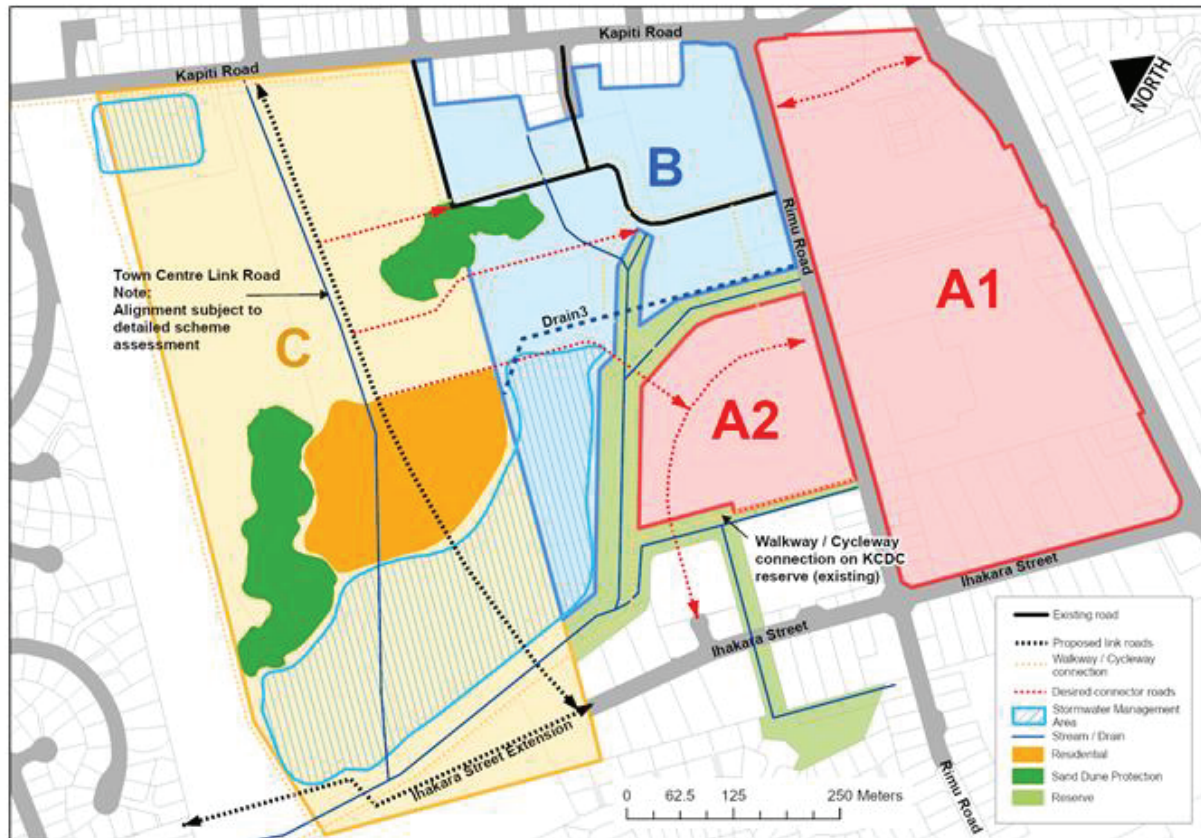 Kapiti Road
Kapiti Road
NORTH
B
Rimu Road
A1
Town Centre Link Road
Note:
Alignment subject to
detailed scheme
assessment
C
Drain3
A2
Walkway / Cycleway
connection on KCDC
reserve (existing)
Ihakara Street
Ihakara Street
Ihakara Street Extension
Rimu Road
0 62.5 125 250 Meters
Existing road
Proposed link roads
Walkway / Cycleway
connection
Desired connector roads
Stormwater Management
Area
Stream / Drain
Residential
Sand Dune Protection
Reserve